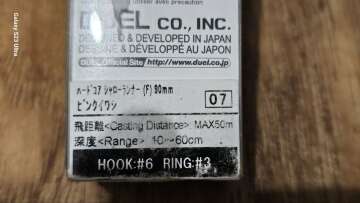 Galaxy S23 Ultra
utiliser avec précaution
DUEL CO., INC.
DESIGNED & DEVELOPED IN JAPAN
DESSINÉ & DÉVELOPPÉ AU JAPON
DUEL Official Site http://www.duel.co.jp/
ハードコア シャローランナー (F) 90mm
ピンクイワシ
07
飛距離<Casting Distance> MAX50m
深度<Range> 10~60cm
HOOK:#6 RING:#3